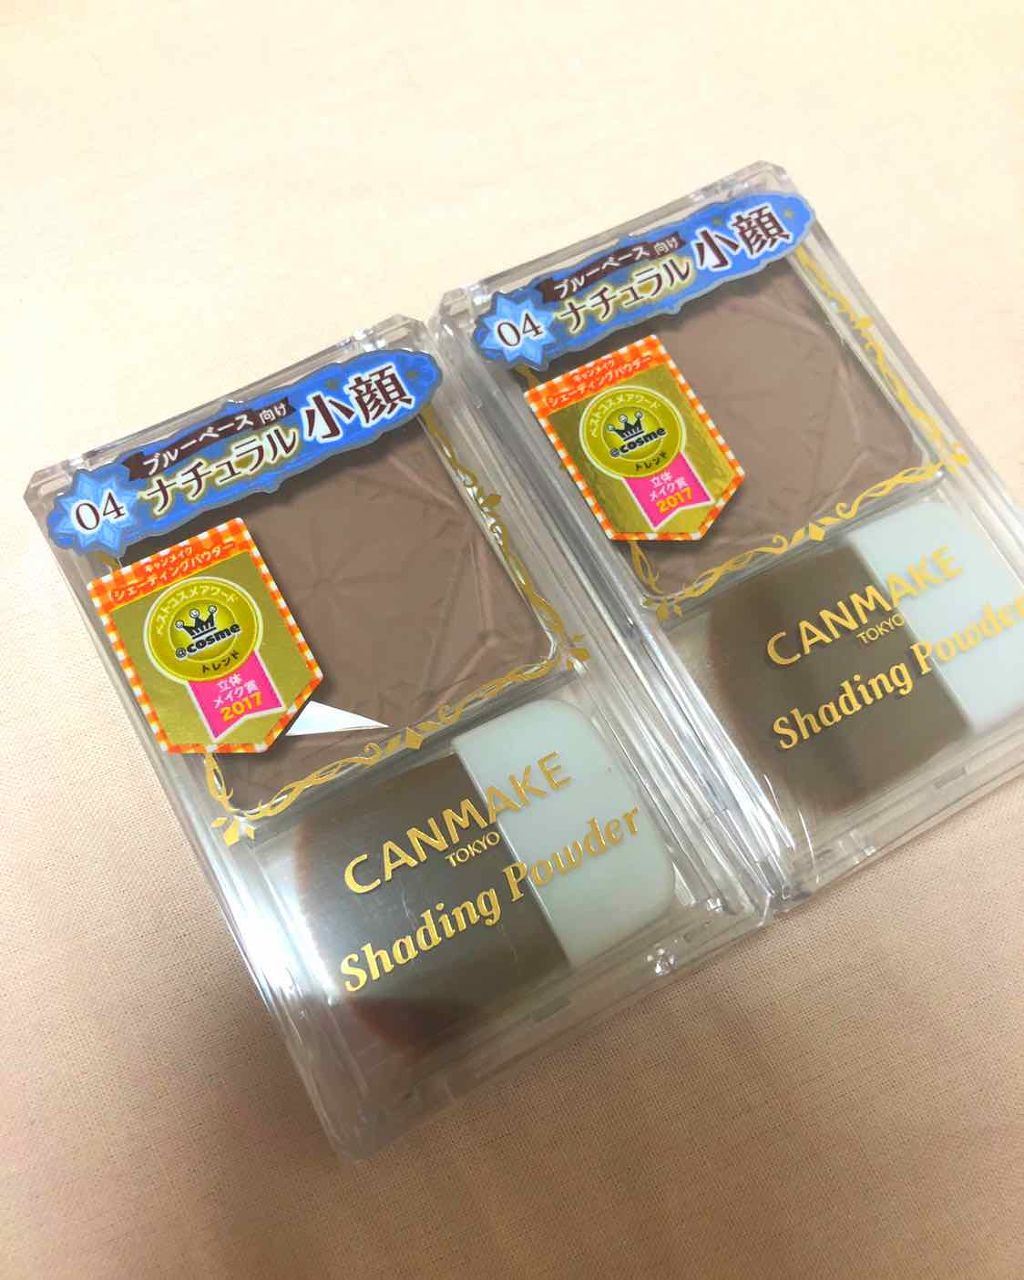 ブルーベース向け
04 ナチュラル小顔
キャンメイク
シェーディングパウダー
ベストコスメアワード
@cosme
トレンド
立体
メイク賞
2017
CANMAKE
TOKYO
Shading Powder
ブルーベース向け
04 ナチュラル小顔
キャンメイク
シェーディングパウダー
ベストコスメアワード
@cosme
トレンド
立体
メイク賞
2017
CANMAKE
TOKYO
Shading Powder